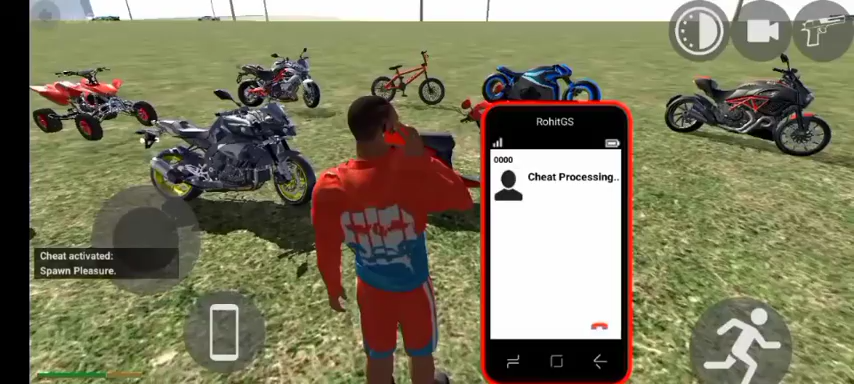 RohitGS
0000
Cheat Processing..
Cheat activated:
Spawn Pleasure.